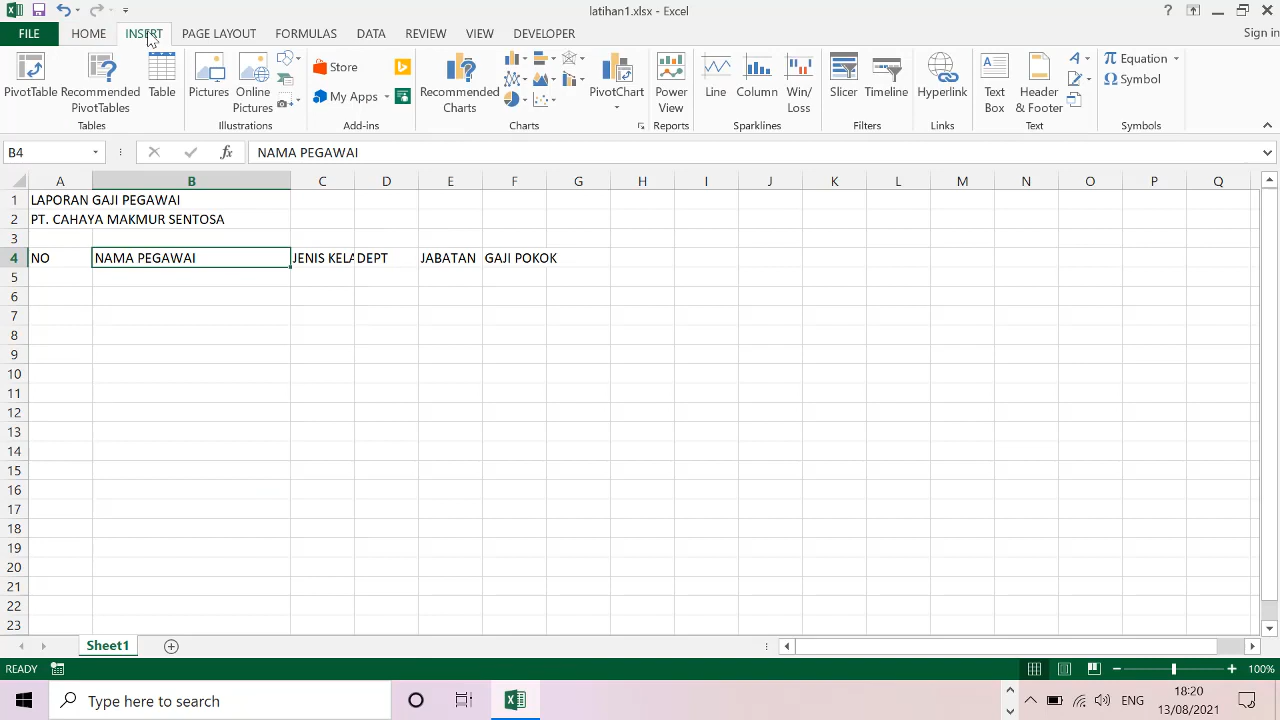 latihan1.xlsx - Excel
FILE HOME INSERT PAGE LAYOUT FORMULAS DATA REVIEW VIEW DEVELOPER Sign in
PivotTable
Recommended PivotTables
Table
Tables
Pictures
Online Pictures
Illustrations
Store
My Apps
Add-ins
Recommended Charts
PivotChart
Charts
Power View
Reports
Line
Column
Win/Loss
Sparklines
Slicer
Timeline
Filters
Hyperlink
Links
Text Box
Header & Footer
Text
Equation
Symbol
Symbols
B4 fx NAMA PEGAWAI
A B C D E F G H I J K L M N O P Q
1 LAPORAN GAJI PEGAWAI
2 PT. CAHAYA MAKMUR SENTOSA
3
4 NO NAMA PEGAWAI JENIS KELA DEPT JABATAN GAJI POKOK
5
6
7
8
9
10
11
12
13
14
15
16
17
18
19
20
21
22
23
Sheet1
READY 100%
Type here to search
ENG
18:20
13/08/2021